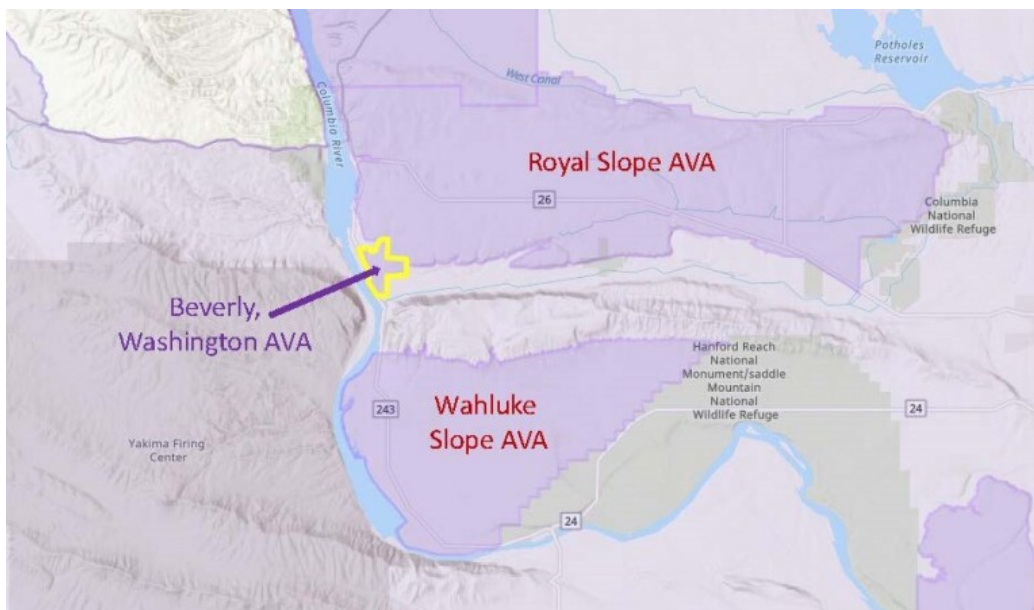 Potholes
Reservoir
West Canal
Columbia River
Royal Slope AVA
26
Columbia
National
Wildlife Refuge
Beverly,
Washington AVA
Hanford Reach
National
Monument/saddle
Mountain
National
Wildlife Refuge
Wahluke
Slope AVA
243
24
Yakima Firing
Center
24